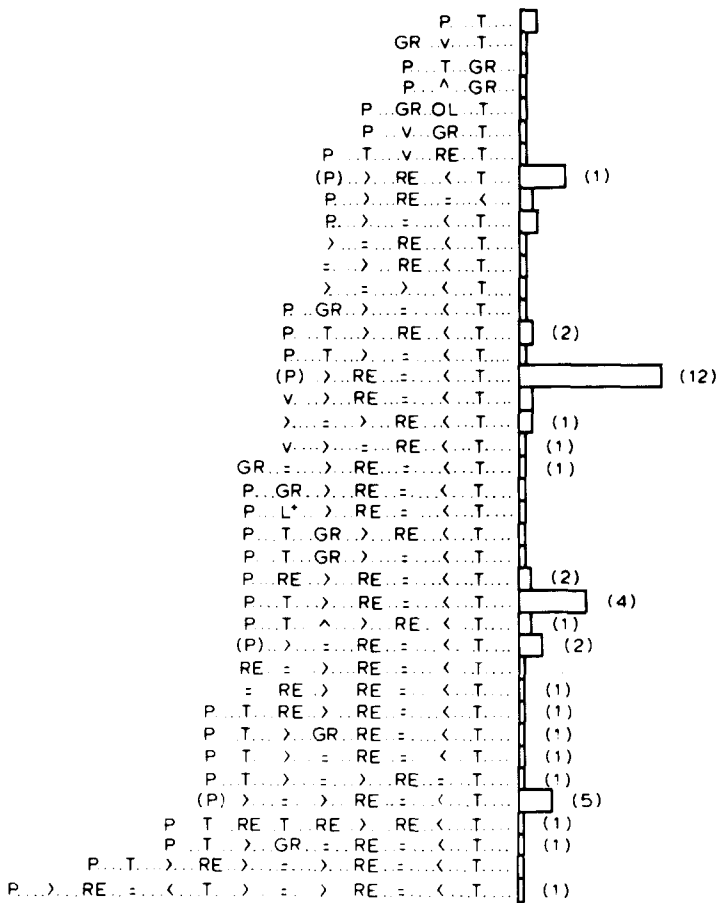 P...T....
GR...v...T....
P...T...GR....
P...^...GR....
P...GR...OL...T....
P...v...GR...T....
P...T...v...RE...T....
(P)...>...RE...<...T.... (1)
P...>...RE...=...<....
P...>...=...<...T....
>...=...RE...<...T....
=...>...RE...<...T....
>...=...>...<...T....
P...GR...>...=...<...T....
P...T...>...RE...<...T.... (2)
P...T...>...=...<...T....
(P)...>...RE...=...<...T.... (12)
v...>...RE...=...<...T....
>...=...>...RE...<...T.... (1)
v...>...=...RE...<...T.... (1)
GR...=...>...RE...=...<...T.... (1)
P...GR...>...RE...=...<...T....
P...L+...>...RE...=...<...T....
P...T...GR...>...RE...<...T....
P...T...GR...>...=...<...T....
P...RE...>...RE...=...<...T.... (2)
P...T...>...RE...=...<...T.... (4)
P...T...^...>...RE...<...T.... (1)
(P)...>...=...RE...=...<...T.... (2)
RE...=...>...RE...=...<...T....
=...RE...>...RE...=...<...T.... (1)
P...T...RE...>...RE...=...<...T.... (1)
P...T...>...GR...RE...=...<...T.... (1)
P...T...>...=...RE...=...<...T.... (1)
P...T...>...=...>...RE...=...T.... (1)
(P)...>...=...>...RE...=...<...T.... (5)
P...T...RE...T...RE...>...RE...<...T.... (1)
P...T...>...GR...=...RE...=...<...T.... (1)
P...T...>...RE...>...=...>...RE...=...<...T....
P...>...RE...=...<...T...>...=...>...RE...=...<...T.... (1)